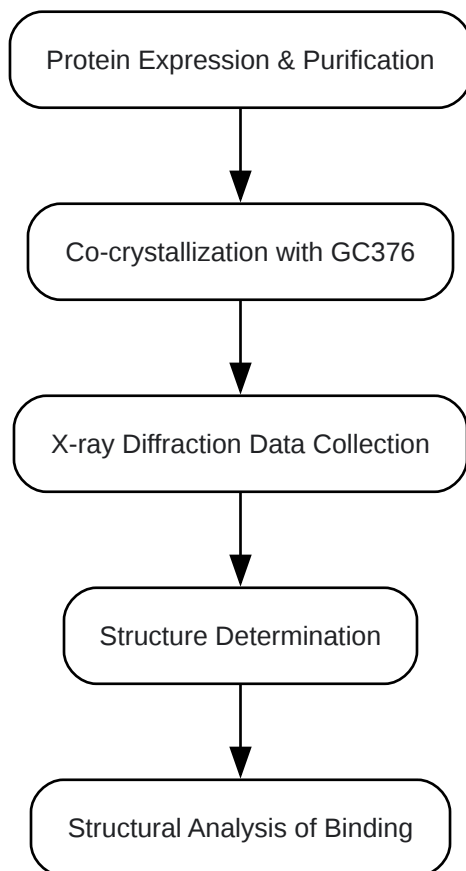 Protein Expression & Purification
Co-crystallization with GC376
X-ray Diffraction Data Collection
Structure Determination
Structural Analysis of Binding